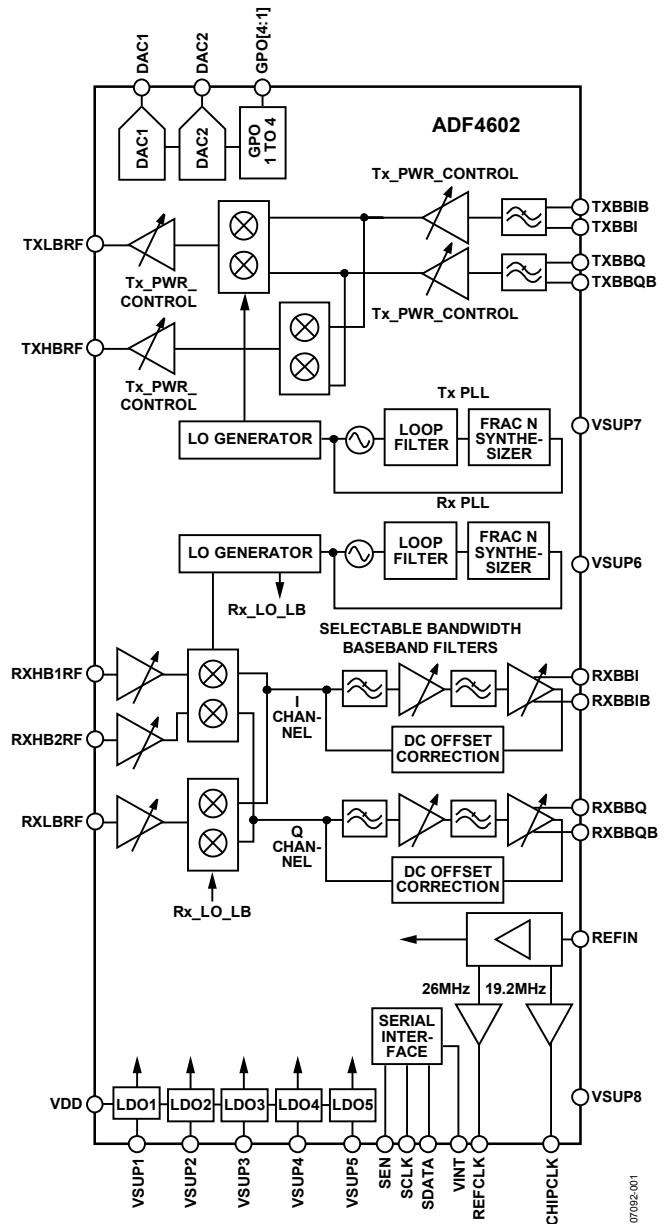 DAC1
DAC2
GPO[4:1]
DAC1
DAC2
GPO
1 TO 4
ADF4602
Tx_PWR_CONTROL
TXBBIB
TXBBI
TXLBRF
TXBBQ
TXBBQB
Tx_PWR_
CONTROL
Tx_PWR_CONTROL
TXHBRF
Tx_PWR_
CONTROL
Tx PLL
VSUP7
LO GENERATOR
LOOP
FILTER
FRAC N
SYNTHE-
SIZER
Rx PLL
LO GENERATOR
LOOP
FILTER
FRAC N
SYNTHE-
SIZER
VSUP6
Rx_LO_LB
SELECTABLE BANDWIDTH
BASEBAND FILTERS
RXHB1RF
RXBBI
RXBBIB
I
CHAN-
NEL
RXHB2RF
DC OFFSET
CORRECTION
RXLBRF
RXBBQ
RXBBQB
Q
CHAN-
NEL
DC OFFSET
CORRECTION
Rx_LO_LB
REFIN
26MHz
19.2MHz
SERIAL
INTER-
FACE
VDD
LDO1
LDO2
LDO3
LDO4
LDO5
VSUP8
VSUP1
VSUP2
VSUP3
VSUP4
VSUP5
SEN
SCLK
SDATA
VINT
REFCLK
CHIPCLK
07092-001